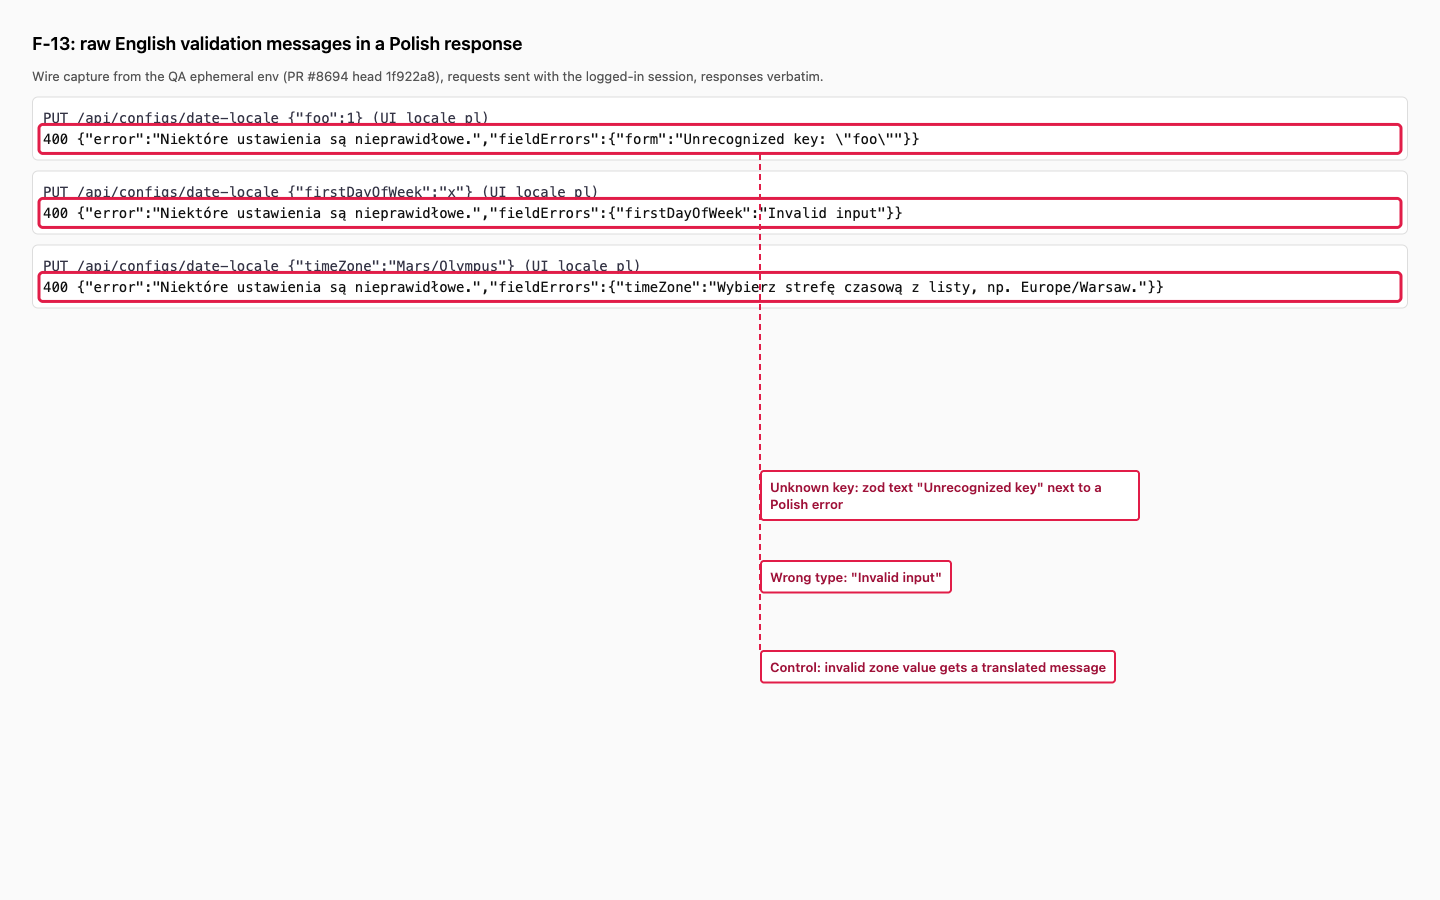 F-13: raw English validation messages in a Polish response
Wire capture from the QA ephemeral env (PR #8694 head 1f922a8), requests sent with the logged-in session, responses verbatim.
PUT /api/configs/date-locale {"foo":1} (UI locale pl)
400 {"error":"Niektóre ustawienia są nieprawidłowe.","fieldErrors":{"form":"Unrecognized key: \"foo\""}}
PUT /api/configs/date-locale {"firstDayOfWeek":"x"} (UI locale pl)
400 {"error":"Niektóre ustawienia są nieprawidłowe.","fieldErrors":{"firstDayOfWeek":"Invalid input"}}
PUT /api/configs/date-locale {"timeZone":"Mars/Olympus"} (UI locale pl)
400 {"error":"Niektóre ustawienia są nieprawidłowe.","fieldErrors":{"timeZone":"Wybierz strefę czasową z listy, np. Europe/Warsaw."}}
Unknown key: zod text "Unrecognized key" next to a
Polish error
Wrong type: "Invalid input"
Control: invalid zone value gets a translated message